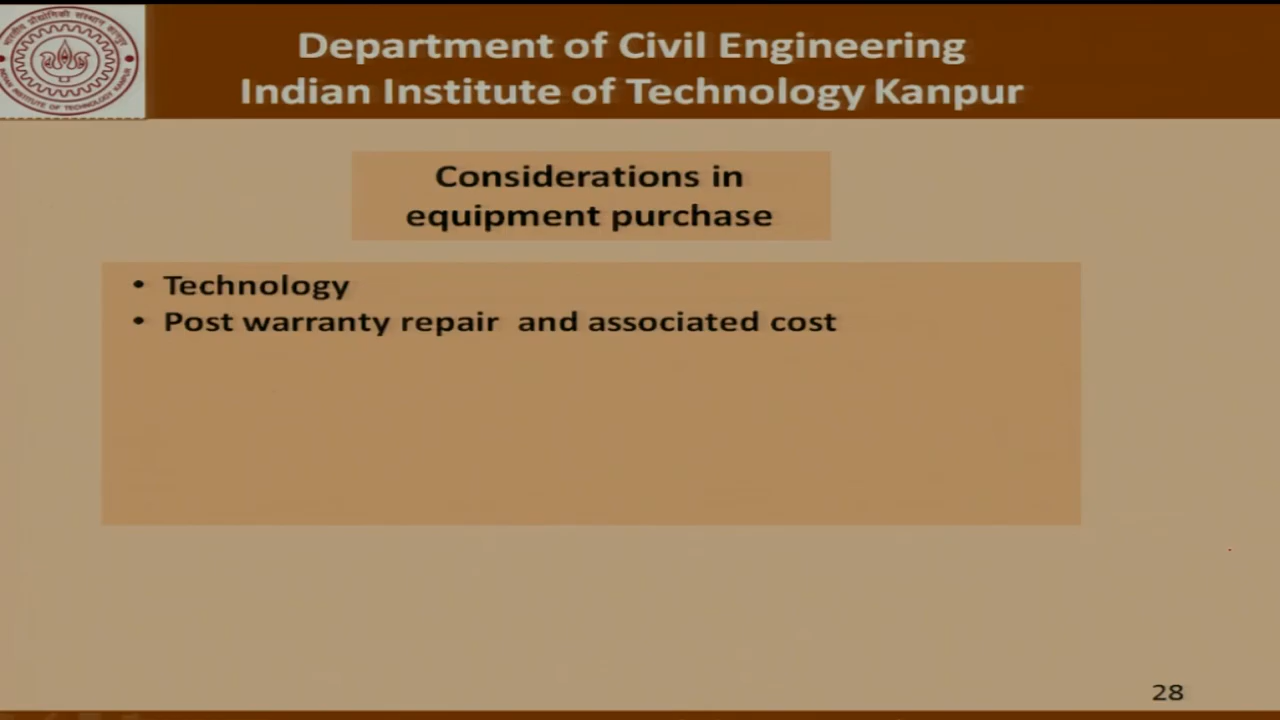 Department of Civil Engineering
Indian Institute of Technology Kanpur
Considerations in
equipment purchase
• Technology
• Post warranty repair and associated cost
28